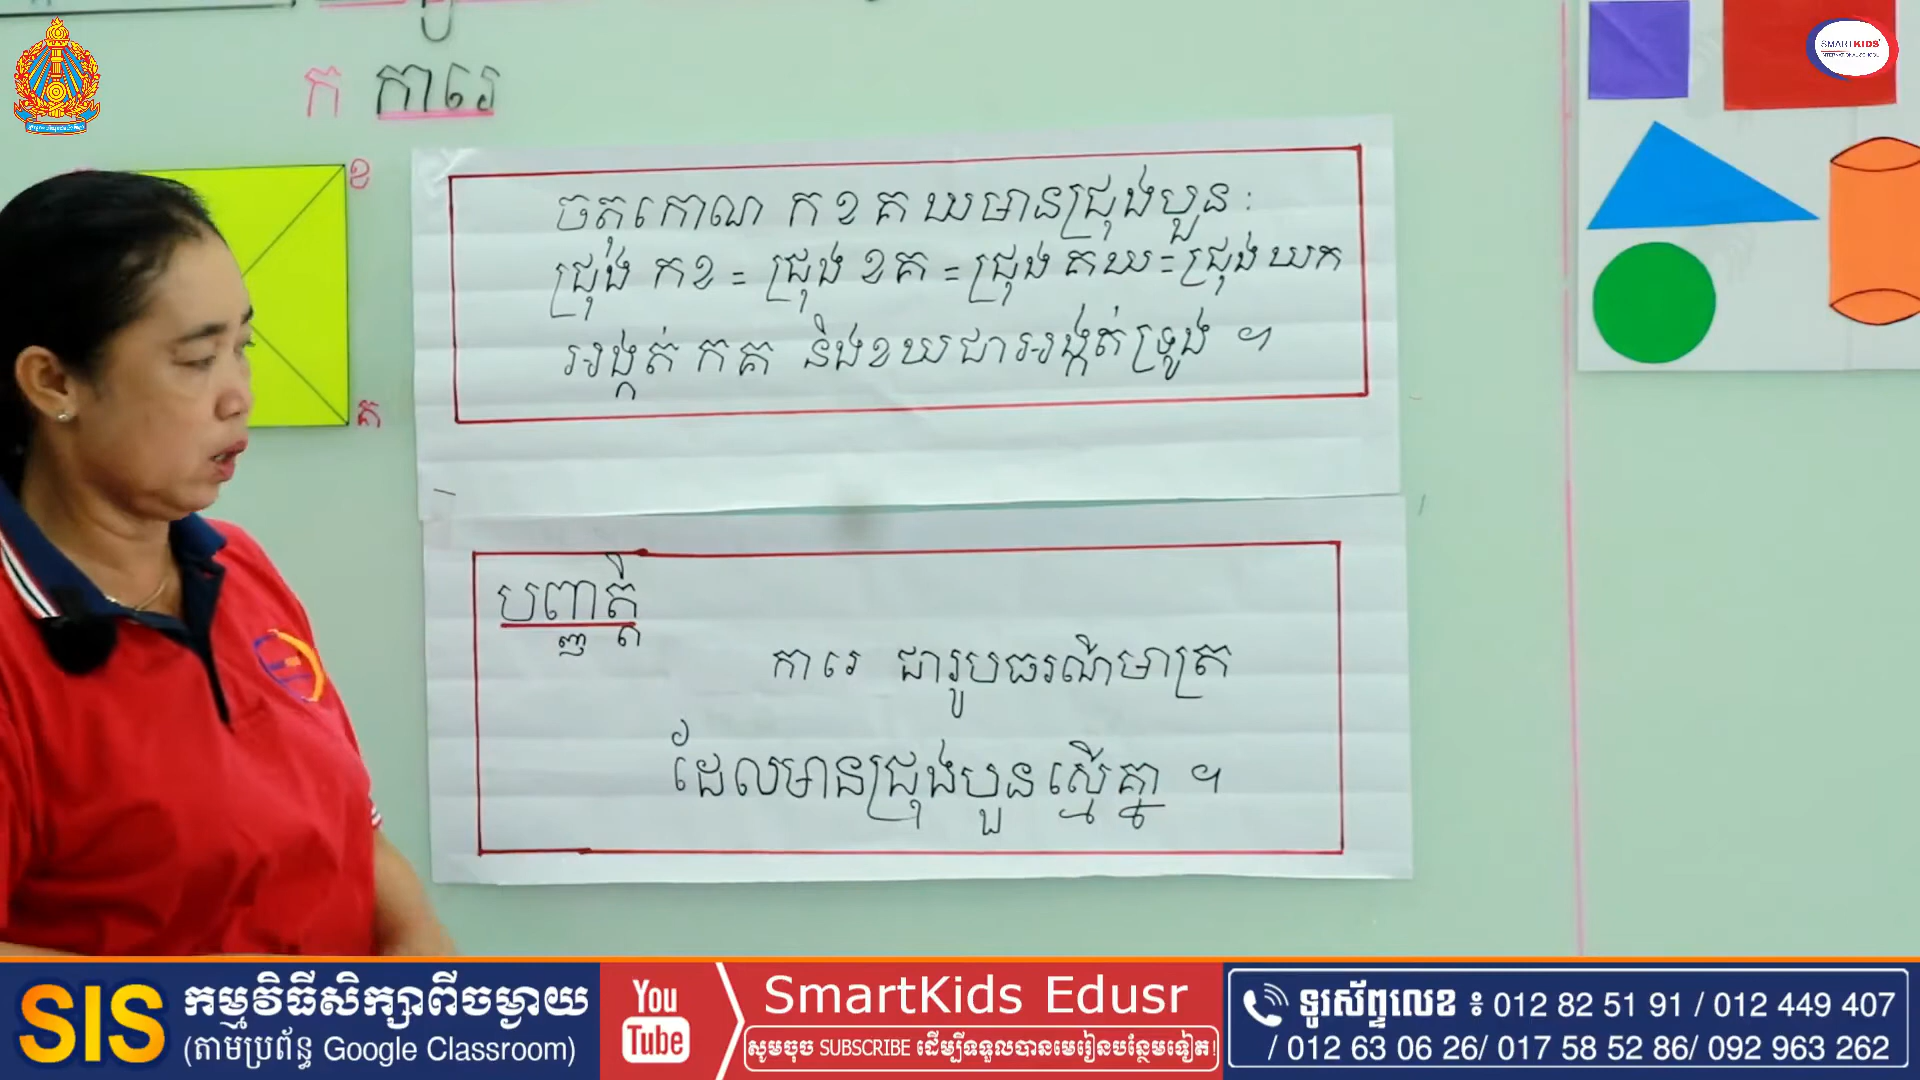 SMARTKIDS
INTERNATIONAL SCHOOL
ក ការេ
ខ
គ
ចតុកោណ ក ខ គ ឃមានជ្រុងបួន ៈ
ជ្រុង កខ = ជ្រុង ខគ = ជ្រុង គឃ = ជ្រុង ឃក
អង្កត់ កគ និងខឃជាអង្កត់ទ្រូង ។
បញ្ញត្តិ
ការេ ជារូបធរណីមាត្រ
ដែលមានជ្រុងបួនស្មើគ្នា ។
SIS
កម្មវិធីសិក្សាពីចម្ងាយ
(តាមប្រព័ន្ធ Google Classroom)
You
Tube
SmartKids Edusr
សូមចុច SUBSCRIBE ដើម្បីទទួលបានមេរៀនបន្ថែមទៀត!
ទូរស័ព្ទលេខ ៖ 012 82 51 91 / 012 449 407
/ 012 63 06 26/ 017 58 52 86/ 092 963 262